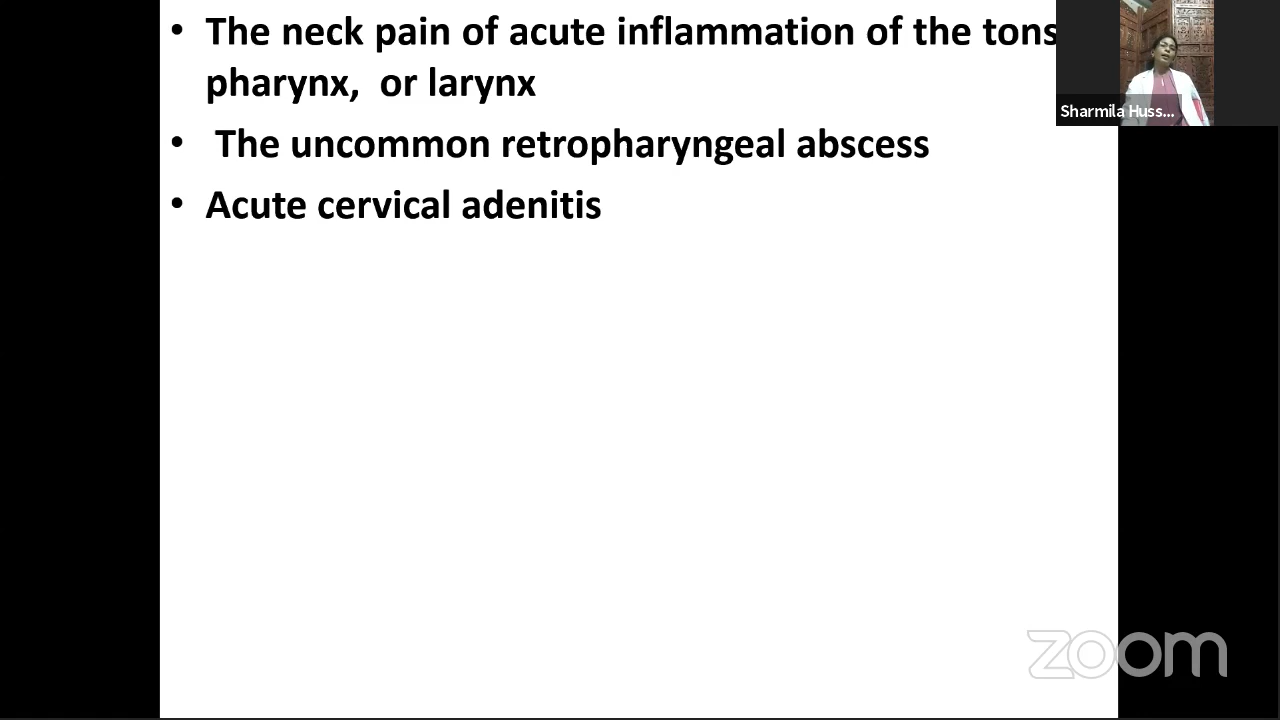 • The neck pain of acute inflammation of the tons
pharynx, or larynx
• The uncommon retropharyngeal abscess
• Acute cervical adenitis
Sharmila Huss...
zoom